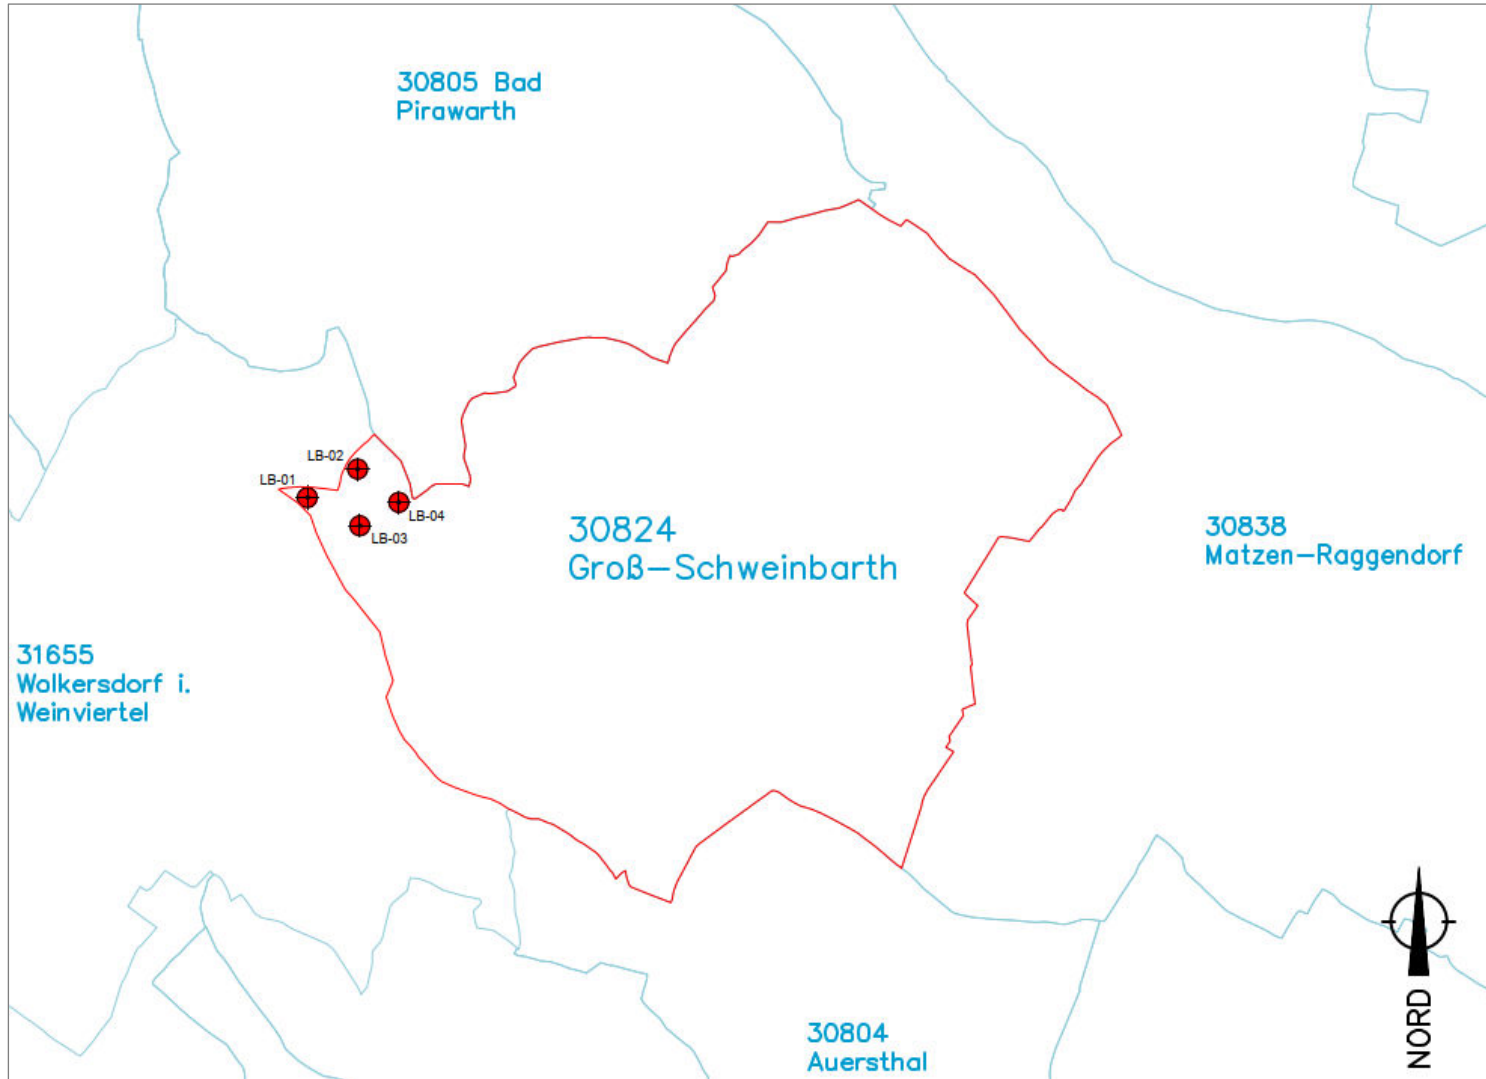 30805 Bad
Pirawarth
LB-02
LB-01
LB-04
LB-03
30824
Groß-Schweinbarth
30838
Matzen-Raggendorf
31655
Wolkersdorf i.
Weinviertel
30804
Auersthal
NORD